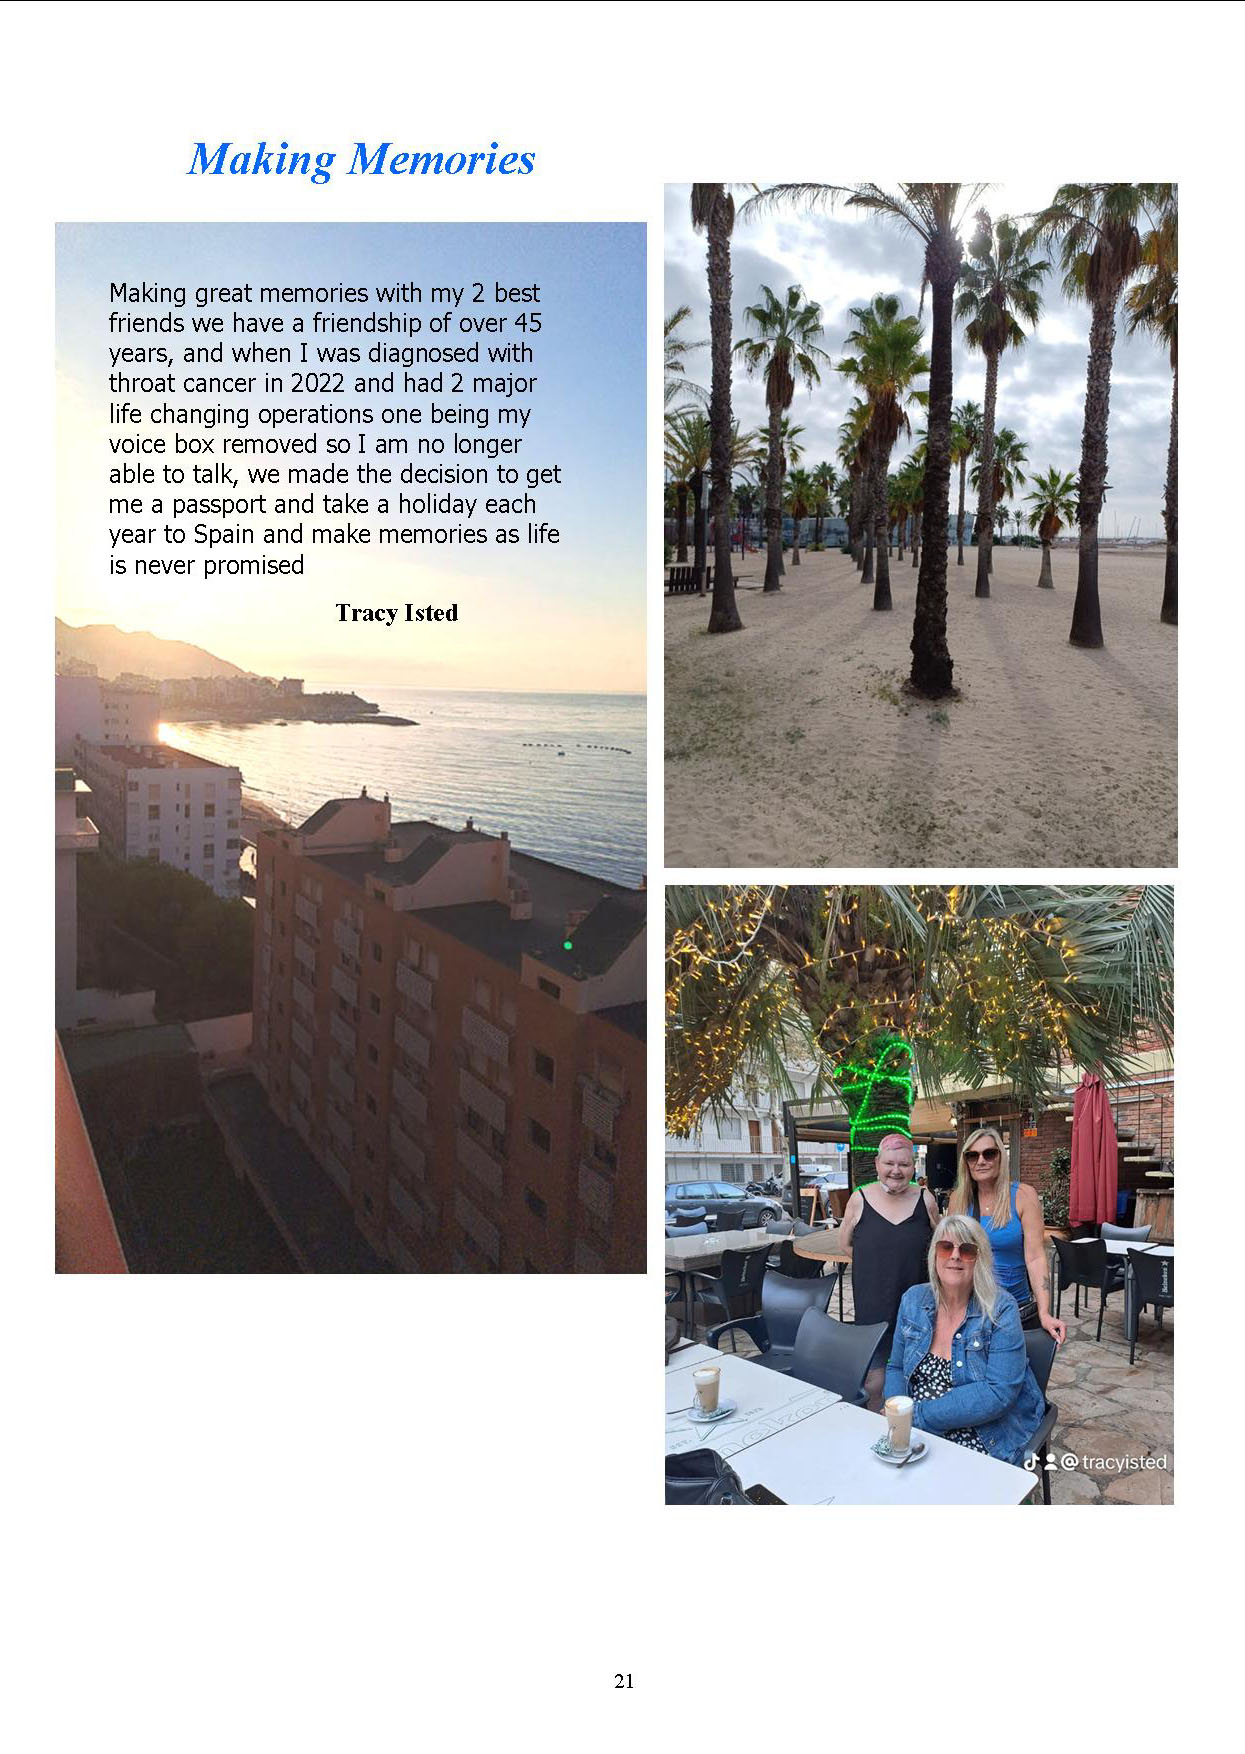 Making Memories
Making great memories with my 2 best
friends we have a friendship of over 45
years, and when I was diagnosed with
throat cancer in 2022 and had 2 major
life changing operations one being my
voice box removed so I am no longer
able to talk, we made the decision to get
me a passport and take a holiday each
year to Spain and make memories as life
is never promised
Tracy Isted
Heineken
@tracyisted
21